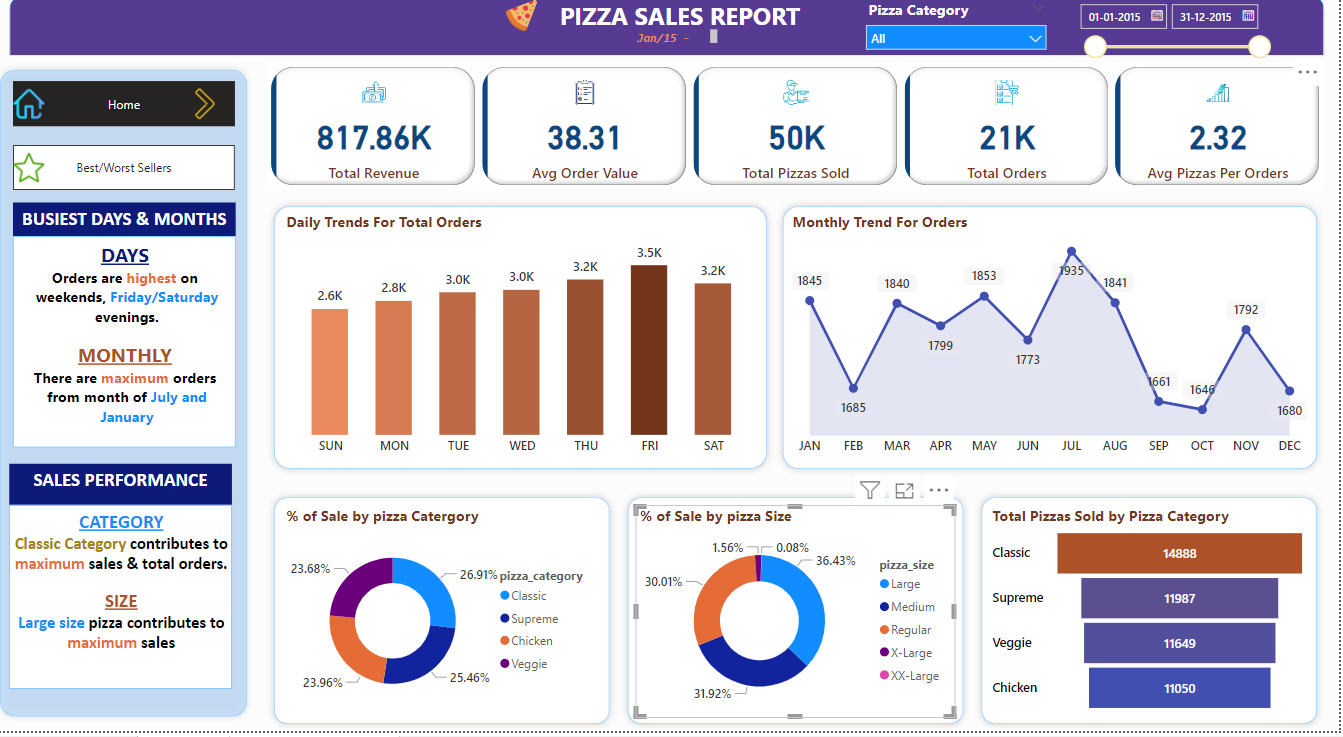 PIZZA SALES REPORT
Jan/15 -
Pizza Category
All
01-01-2015
31-12-2015
Home
Best/Worst Sellers
BUSIEST DAYS & MONTHS
DAYS
Orders are highest on
weekends, Friday/Saturday
evenings.
MONTHLY
There are maximum orders
from month of July and
January
SALES PERFORMANCE
CATEGORY
Classic Category contributes to
maximum sales & total orders.
SIZE
Large size pizza contributes to
maximum sales
817.86K
Total Revenue
38.31
Avg Order Value
50K
Total Pizzas Sold
21K
Total Orders
2.32
Avg Pizzas Per Orders
Daily Trends For Total Orders
2.6K
2.8K
3.0K
3.0K
3.2K
3.5K
3.2K
SUN MON TUE WED THU FRI SAT
Monthly Trend For Orders
1845
1685
1840
1799
1853
1773
1935
1841
1661
1646
1792
1680
JAN FEB MAR APR MAY JUN JUL AUG SEP OCT NOV DEC
% of Sale by pizza Catergory
23.68%
26.91%
23.96%
25.46%
pizza_category
Classic
Supreme
Chicken
Veggie
% of Sale by pizza Size
1.56%
0.08%
36.43%
30.01%
31.92%
pizza_size
Large
Medium
Regular
X-Large
XX-Large
Total Pizzas Sold by Pizza Category
Classic 14888
Supreme 11987
Veggie 11649
Chicken 11050